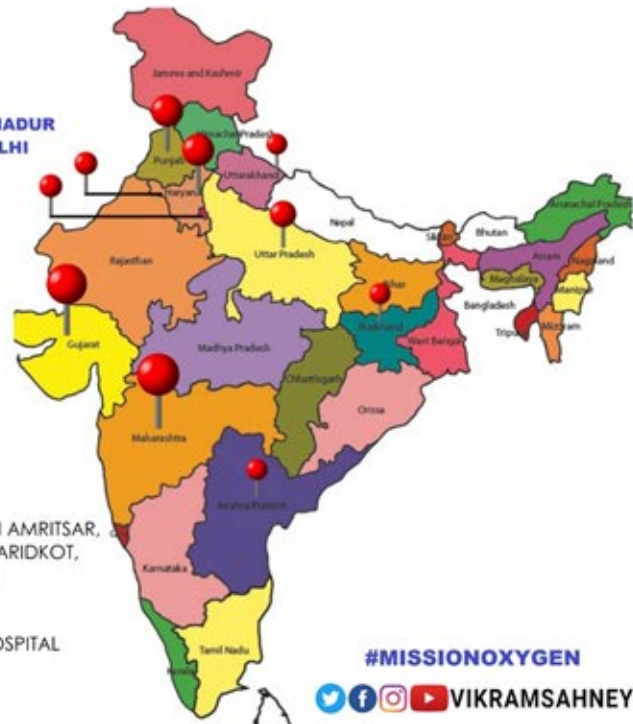 Jammu and Kashmir
HADUR
LHI
Himachal Pradesh
Punjab
Uttarakhand
Haryana
Arunachal Pradesh
Nepal
Sikkim
Bhutan
Assam
Nagaland
Rajasthan
Uttar Pradesh
Bihar
Meghalaya
Manipur
Bangladesh
Gujarat
Madhya Pradesh
Jharkhand
West Bengal
Tripura
Mizoram
Chhattisgarh
Orissa
Maharashtra
Andhra Pradesh
I AMRITSAR,
ARIDKOT,
Karnataka
OSPITAL
Tamil Nadu
Kerala
#MISSIONOXYGEN
VIKRAMSAHNEY